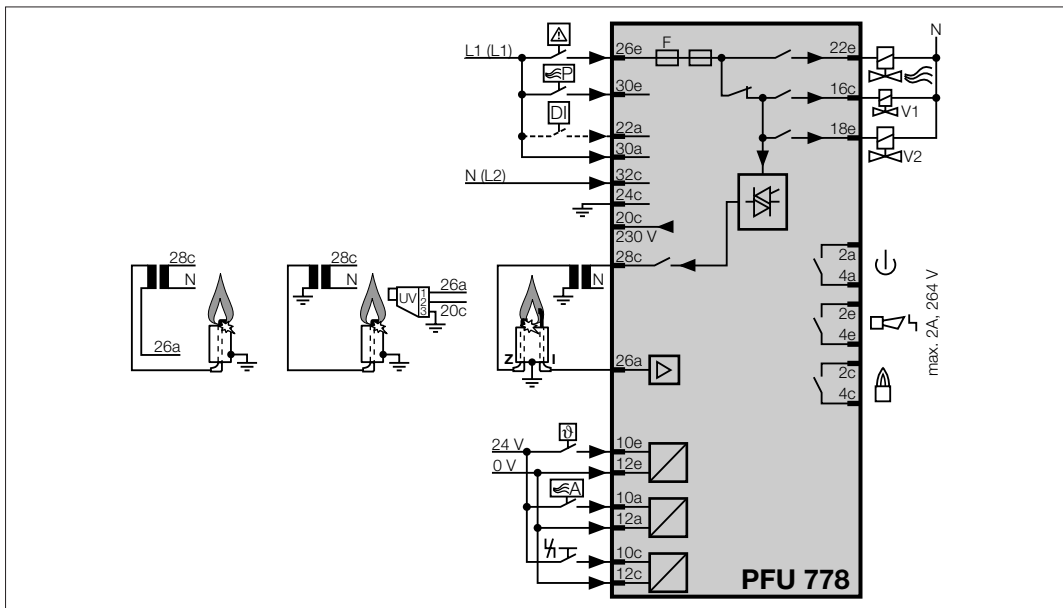 L1 (L1)
26e
F
22e
N
P
30e
16c
V1
DI
22a
30a
18e
V2
N (L2)
32c
24c
20c
230 V
28c
N
28c
N
26a
28c
N
UV
1
2
3
26a
20c
Z
I
26a
2a
4a
2e
4e
2c
4c
max. 2A, 264 V
24 V
ϑ
10e
0 V
12e
A
10a
12a
10c
12c
PFU 778